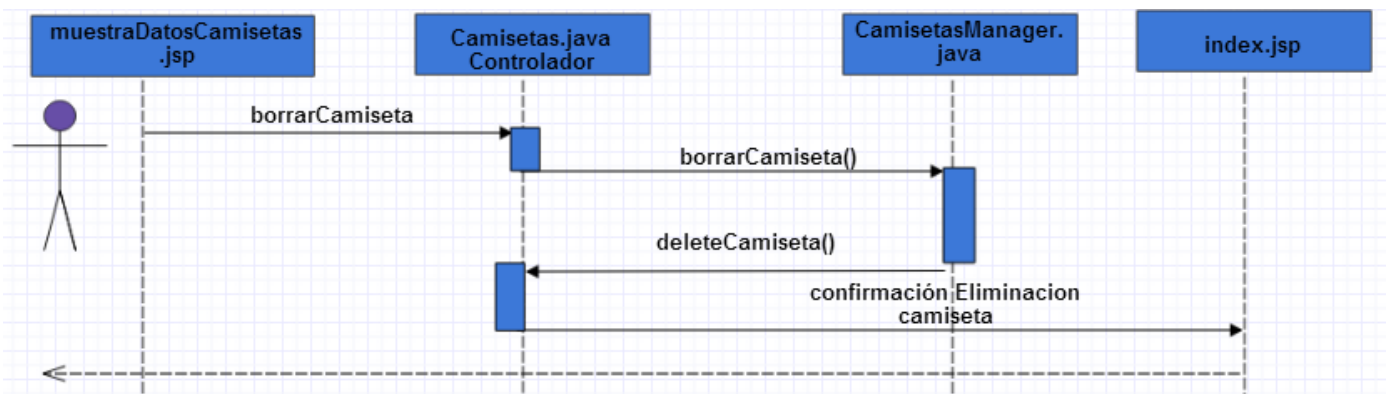 muestraDatosCamisetas
.jsp
Camisetas.java
Controlador
CamisetasManager.
java
index.jsp
borrarCamiseta
borrarCamiseta()
deleteCamiseta()
confirmación Eliminacion
camiseta